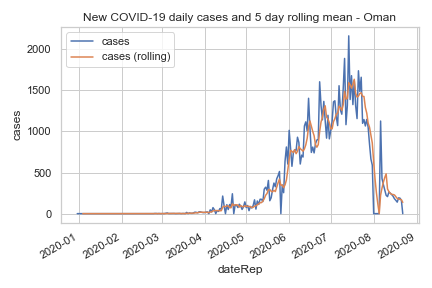 New COVID-19 daily cases and 5 day rolling mean - Oman
cases
cases (rolling)
2000
1500
1000
500
0
cases
2020-01
2020-02
2020-03
2020-04
2020-05
2020-06
2020-07
2020-08
2020-09
dateRep